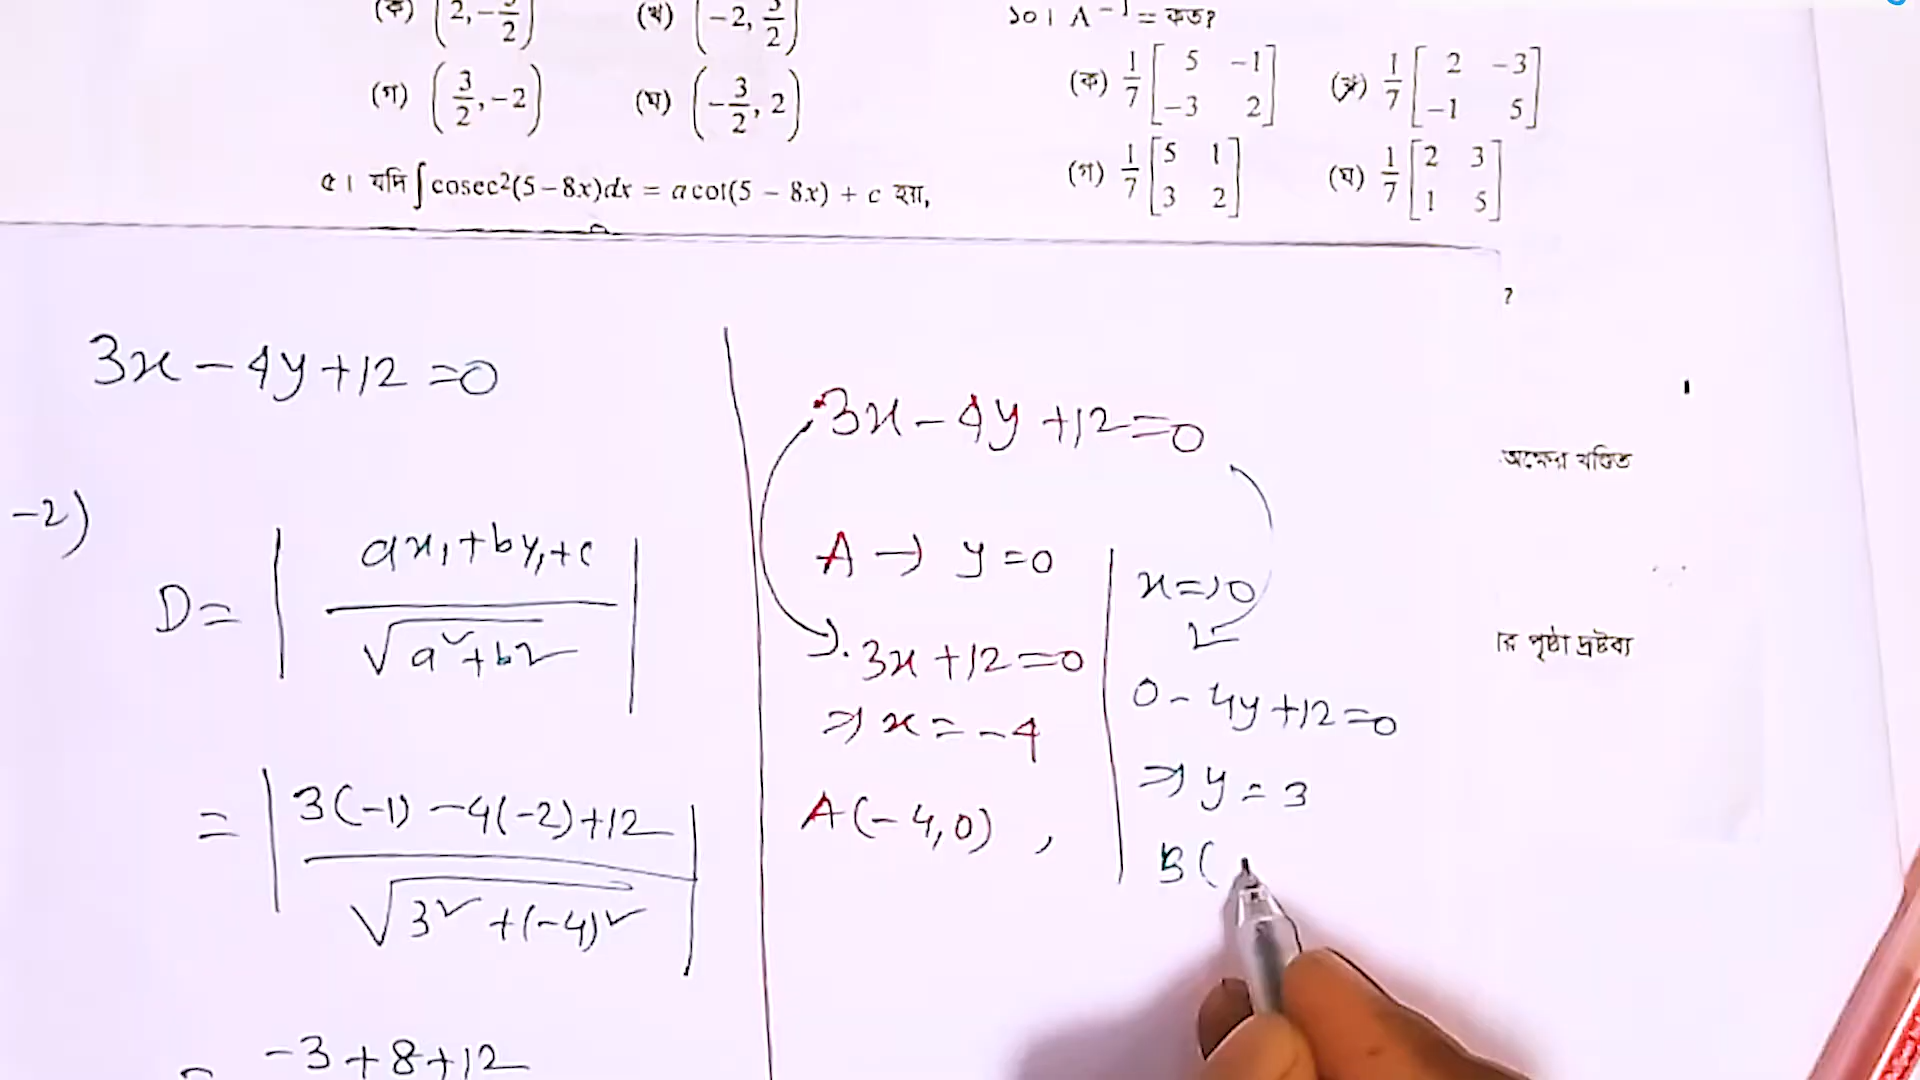 (ক) (2, -3/2) (খ) (-2, 3/2)
(গ) (3/2, -2) (ঘ) (-3/2, 2)
৫। যদি ∫cosec²(5 – 8x)dx = a cot(5 – 8x) + c হয়,
১০। A⁻¹ = কত?
(ক) 1/7 [5 -1; -3 2] (খ) 1/7 [2 -3; -1 5]
(গ) 1/7 [5 1; 3 2] (ঘ) 1/7 [2 3; 1 5]
?
অক্ষের খণ্ডিত
পৃষ্ঠা দ্রষ্টব্য
3x - 4y + 12 = 0
-2)
D = | (ax₁ + by₁ + c) / √(a² + b²) |
= | (3(-1) - 4(-2) + 12) / √(3² + (-4)²) |
-3 + 8 + 12
3x - 4y + 12 = 0
A → y = 0
3x + 12 = 0
⇒ x = -4
A(-4, 0) ,
x = 0
0 - 4y + 12 = 0
⇒ y = 3
B(